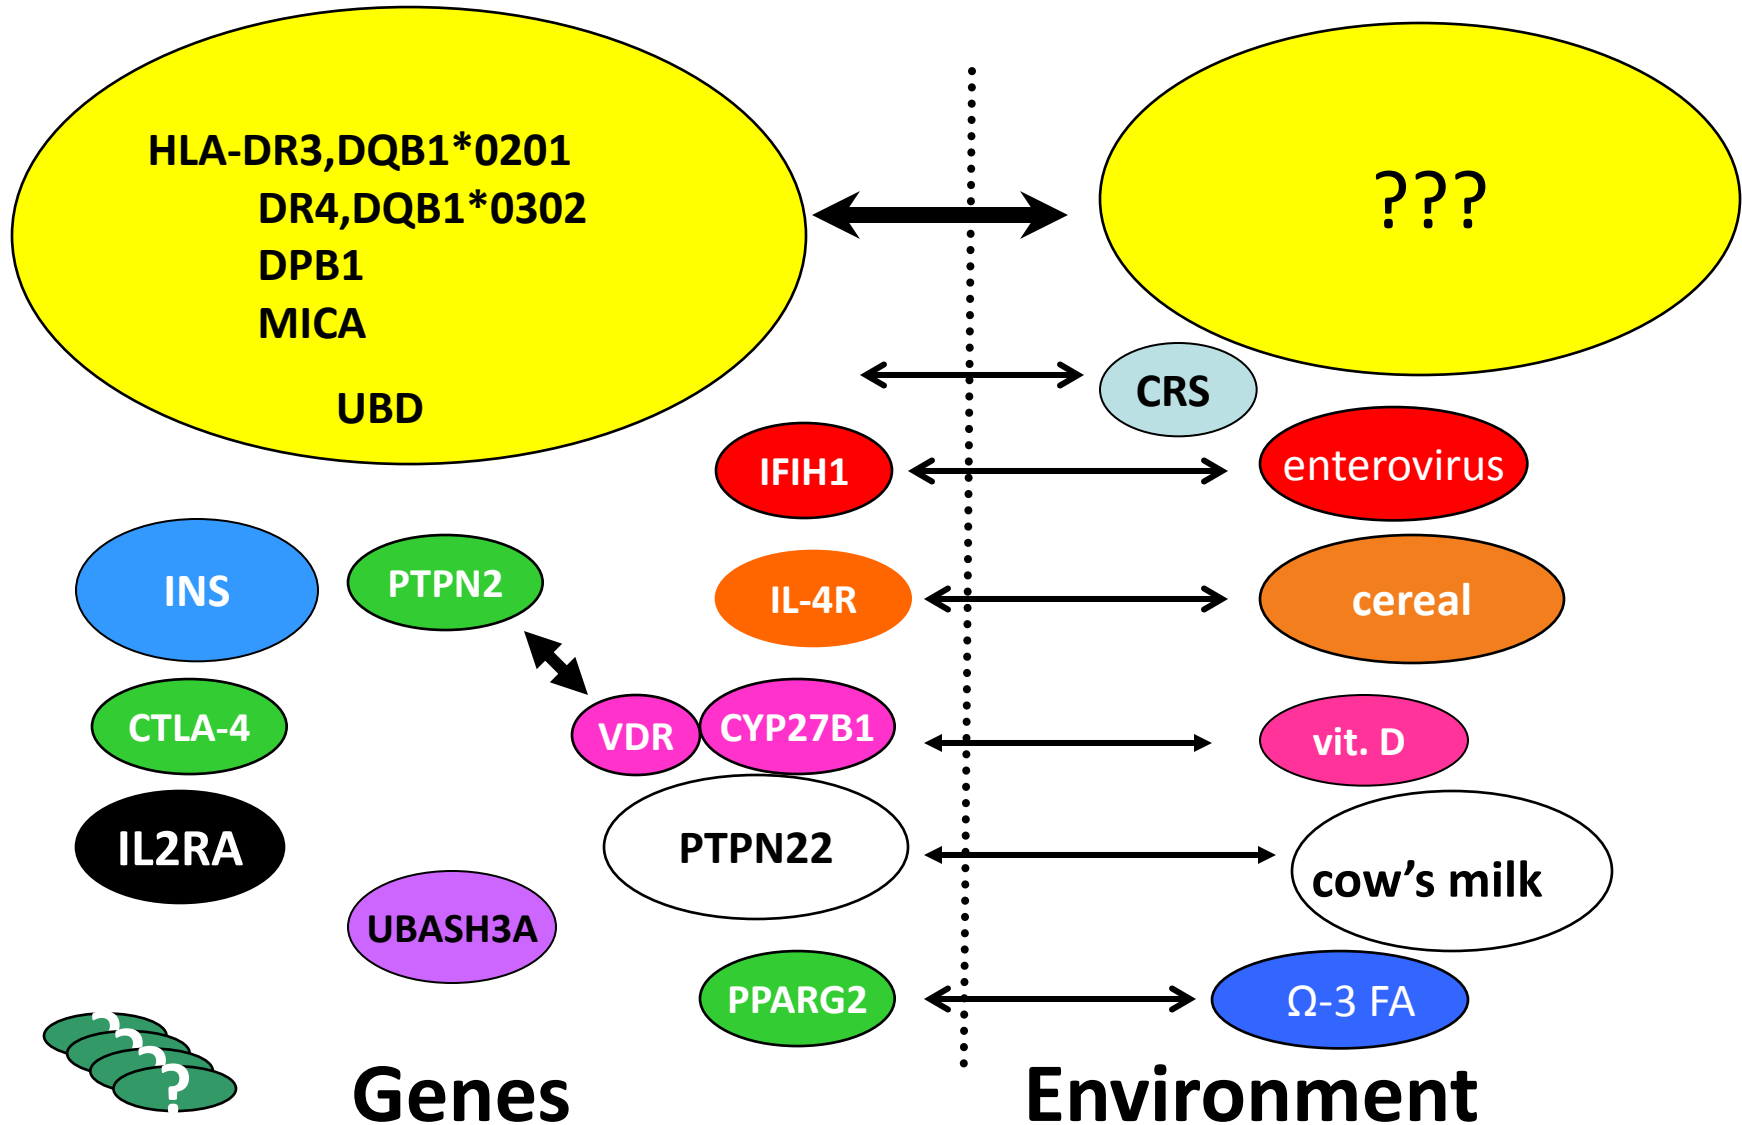 HLA-DR3,DQB1*0201
DR4,DQB1*0302
DPB1
MICA
UBD
???
CRS
IFIH1
enterovirus
INS
PTPN2
IL-4R
cereal
CTLA-4
VDR
CYP27B1
vit. D
IL2RA
PTPN22
cow’s milk
UBASH3A
PPARG2
Ω-3 FA
?
?
?
?
Genes
Environment